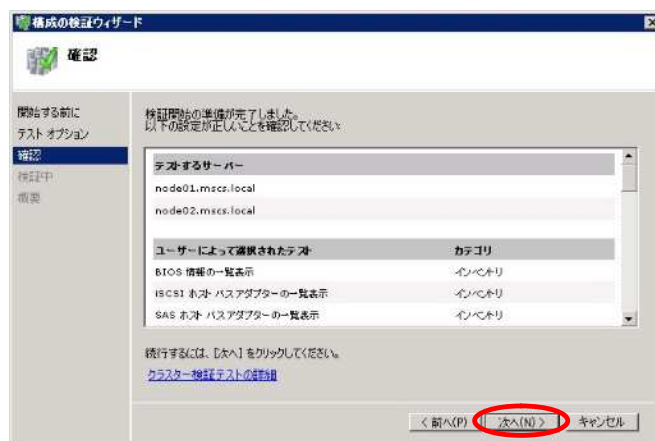 構成の検証ウィザード
確認
開始する前に
テスト オプション
確認
検証中
概要
検証開始の準備が完了しました。
以下の設定が正しいことを確認してください:
テストするサーバー
node01.mscs.local
node02.mscs.local
ユーザーによって選択されたテスト カテゴリ
BIOS 情報の一覧表示 インベントリ
iSCSI ホスト バス アダプターの一覧表示 インベントリ
SAS ホスト バス アダプターの一覧表示 インベントリ
続行するには、[次へ] をクリックしてください。
クラスター検証テストの詳細
< 前へ(P) 次へ(N) > キャンセル